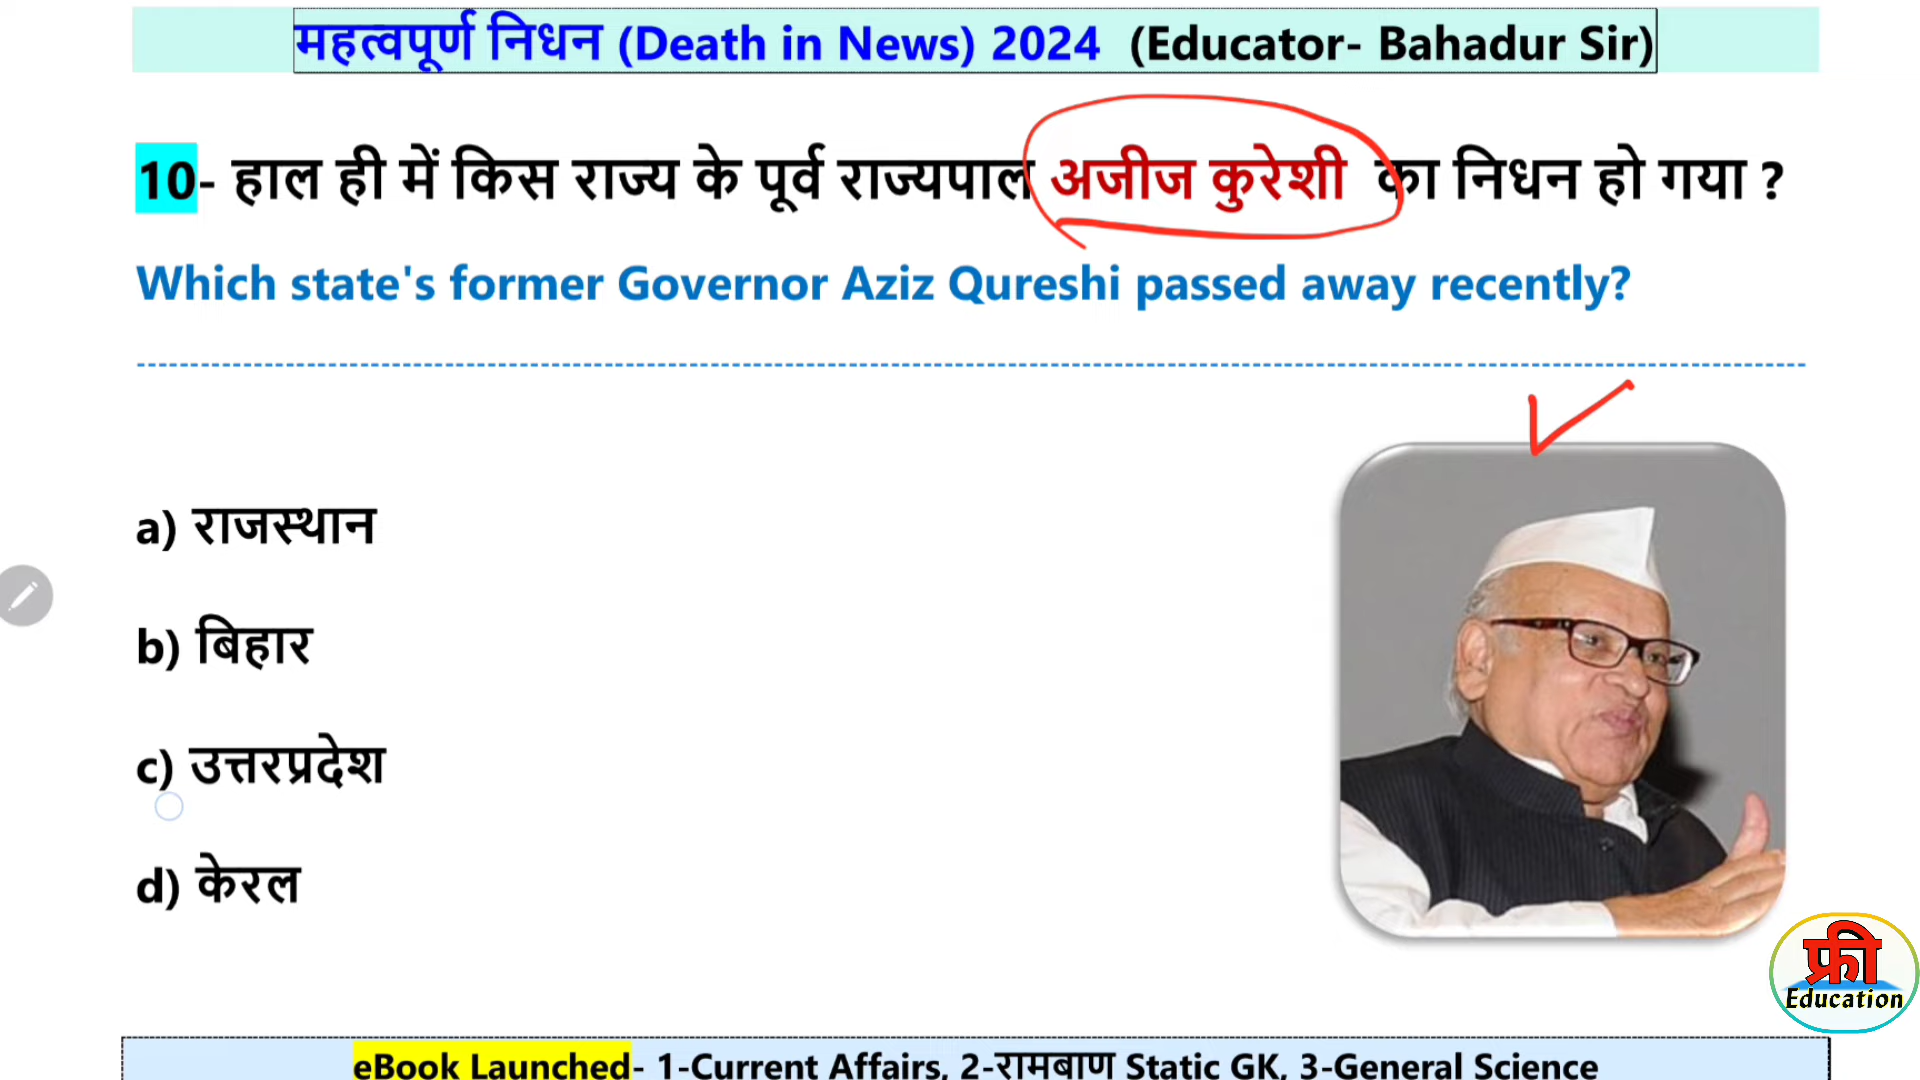 महत्वपूर्ण निधन (Death in News) 2024 (Educator- Bahadur Sir)
10- हाल ही में किस राज्य के पूर्व राज्यपाल अजीज कुरेशी का निधन हो गया ?
Which state's former Governor Aziz Qureshi passed away recently?
a) राजस्थान
b) बिहार
c) उत्तरप्रदेश
d) केरल
फ्री
Education
eBook Launched- 1-Current Affairs, 2-रामबाण Static GK, 3-General Science